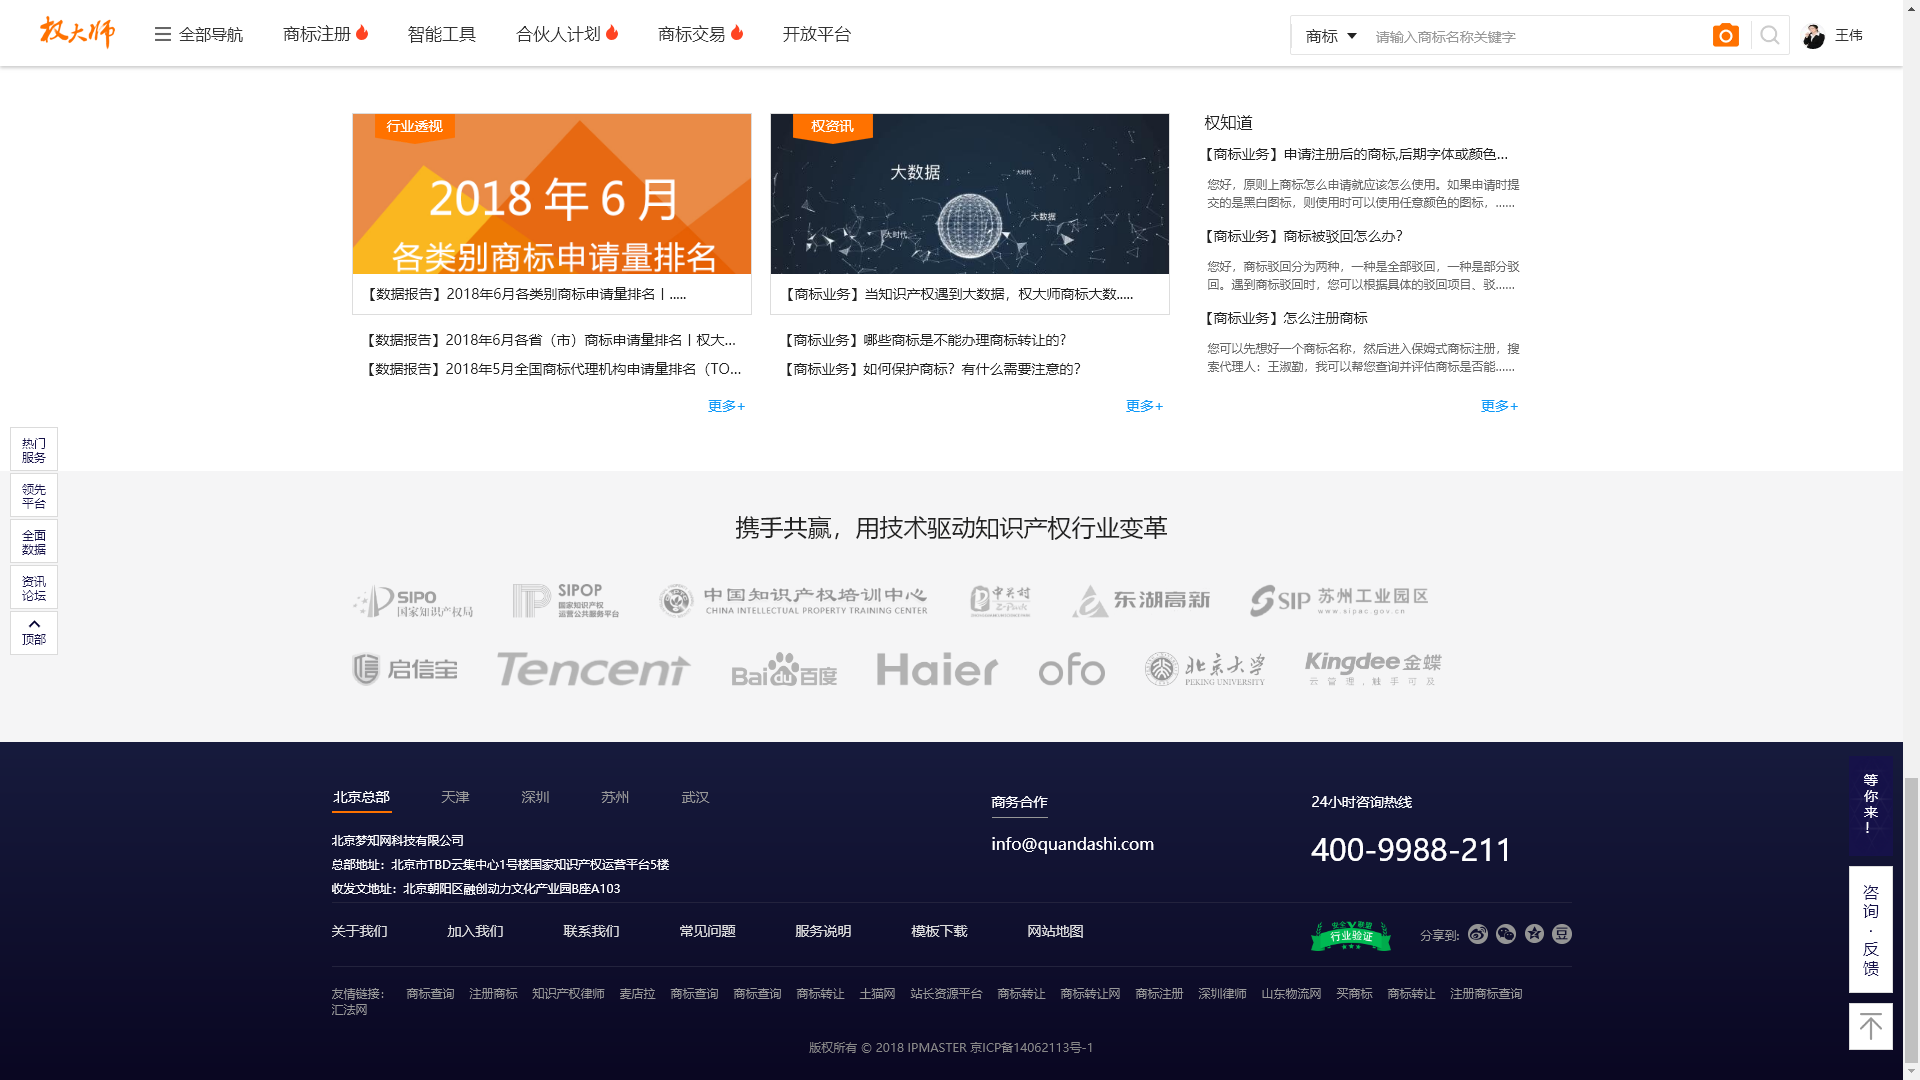 权大师
全部导航
商标注册
智能工具
合伙人计划
商标交易
开放平台
商标
请输入商标名称关键字
王伟
行业透视
2018 年 6 月
各类别商标申请量排名
【数据报告】2018年6月各类别商标申请量排名丨.....
【数据报告】2018年6月各省（市）商标申请量排名丨权大...
【数据报告】2018年5月全国商标代理机构申请量排名（TO...
更多+
权资讯
大数据
大时代
大数据
大时代
【商标业务】当知识产权遇到大数据，权大师商标大数.....
【商标业务】哪些商标是不能办理商标转让的?
【商标业务】如何保护商标？有什么需要注意的?
更多+
权知道
【商标业务】申请注册后的商标,后期字体或颜色...
您好，原则上商标怎么申请就应该怎么使用。如果申请时提
交的是黑白图标，则使用时可以使用任意颜色的图标，......
【商标业务】商标被驳回怎么办?
您好，商标驳回分为两种，一种是全部驳回，一种是部分驳
回。遇到商标驳回时，您可以根据具体的驳回项目、驳......
【商标业务】怎么注册商标
您可以先想好一个商标名称，然后进入保姆式商标注册，搜
索代理人：王淑勤，我可以帮您查询并评估商标是否能......
更多+
热门
服务
领先
平台
全面
数据
资讯
论坛
顶部
携手共赢，用技术驱动知识产权行业变革
SIPO
国家知识产权局
SIPOP
国家知识产权
运营公共服务平台
中国知识产权培训中心
CHINA INTELLECTUAL PROPERTY TRAINING CENTER
中关村
Z-Park
东湖高新
SIP 苏州工业园区
www.sipac.gov.cn
启信宝
Tencent
Bai du 百度
Haier
ofo
北京大学
PEKING UNIVERSITY
Kingdee 金蝶
云管理，触手可及
北京总部
天津
深圳
苏州
武汉
北京梦知网科技有限公司
总部地址：北京市TBD云集中心1号楼国家知识产权运营平台5楼
收发文地址：北京朝阳区融创动力文化产业园B座A103
商务合作
info@quandashi.com
24小时咨询热线
400-9988-211
关于我们
加入我们
联系我们
常见问题
服务说明
模板下载
网站地图
安全联盟
行业验证
分享到:
豆
友情链接：
商标查询
注册商标
知识产权律师
麦店拉
商标查询
商标查询
商标转让
土猫网
站长资源平台
商标转让
商标转让网
商标注册
深圳律师
山东物流网
买商标
商标转让
注册商标查询
汇法网
版权所有 © 2018 IPMASTER 京ICP备14062113号-1
等你来！
咨询·反馈